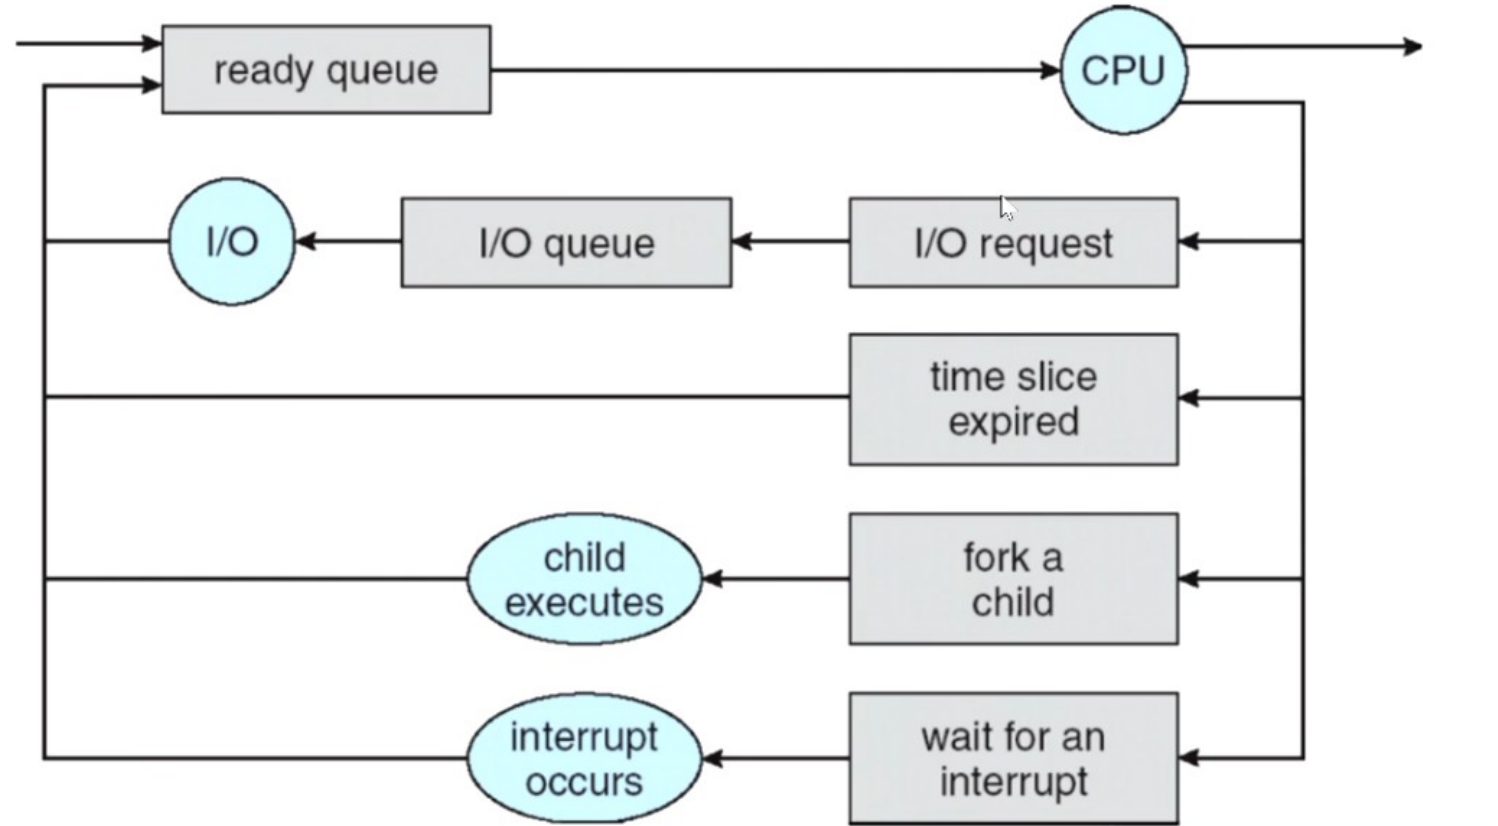 ready queue
CPU
I/O
I/O queue
I/O request
time slice
expired
child
executes
fork a
child
interrupt
occurs
wait for an
interrupt